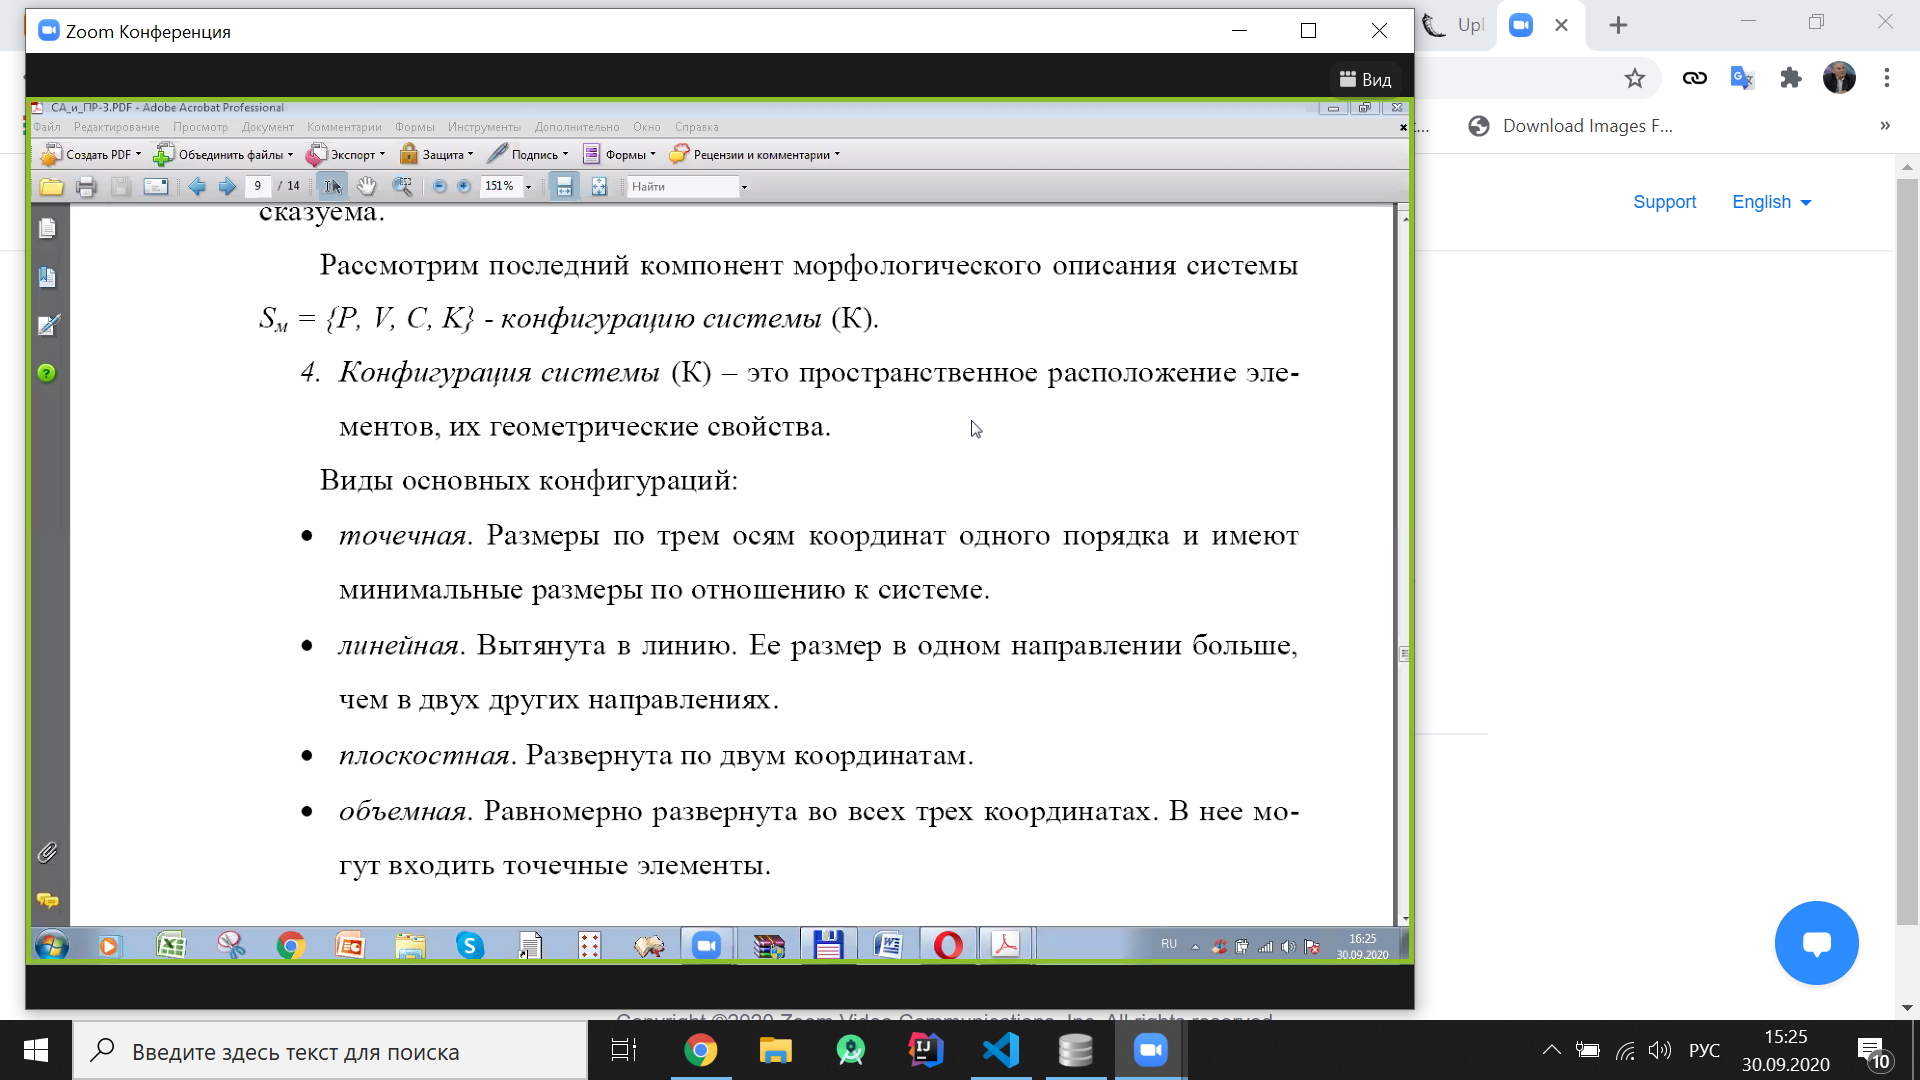 Zoom Конференция
Upl
Вид
СА_и_ПР-3.PDF - Adobe Acrobat Professional
Файл Редактирование Просмотр Документ Комментарии Формы Инструменты Дополнительно Окно Справка
Download Images F...
»
Создать PDF Объединить файлы Экспорт Защита Подпись Формы Рецензии и комментарии
9 / 14 151% Найти
Support English
сказуема.
Рассмотрим последний компонент морфологического описания системы
Sм = {P, V, C, K} - конфигурацию системы (К).
4. Конфигурация системы (К) – это пространственное расположение эле-
ментов, их геометрические свойства.
Виды основных конфигураций:
• точечная. Размеры по трем осям координат одного порядка и имеют
минимальные размеры по отношению к системе.
• линейная. Вытянута в линию. Ее размер в одном направлении больше,
чем в двух других направлениях.
• плоскостная. Развернута по двум координатам.
• объемная. Равномерно развернута во всех трех координатах. В нее мо-
гут входить точечные элементы.
RU
16:25
30.09.2020
Copyright ©2020 Zoom Video Communications, Inc. All rights reserved.
Введите здесь текст для поиска
РУС
15:25
30.09.2020
10